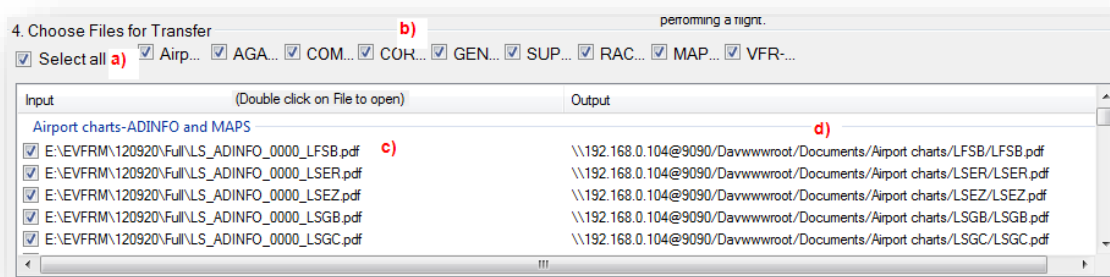 performing a flight.
4. Choose Files for Transfer
b)
Select all a) Airp... AGA... COM... COR... GEN... SUP... RAC... MAP... VFR-...
Input (Double click on File to open) Output
Airport charts-ADINFO and MAPS d)
E:\EVFRM\120920\Full\LS_ADINFO_0000_LFSB.pdf c) \\192.168.0.104@9090/Davwwwroot/Documents/Airport charts/LFSB/LFSB.pdf
E:\EVFRM\120920\Full\LS_ADINFO_0000_LSER.pdf \\192.168.0.104@9090/Davwwwroot/Documents/Airport charts/LSER/LSER.pdf
E:\EVFRM\120920\Full\LS_ADINFO_0000_LSEZ.pdf \\192.168.0.104@9090/Davwwwroot/Documents/Airport charts/LSEZ/LSEZ.pdf
E:\EVFRM\120920\Full\LS_ADINFO_0000_LSGB.pdf \\192.168.0.104@9090/Davwwwroot/Documents/Airport charts/LSGB/LSGB.pdf
E:\EVFRM\120920\Full\LS_ADINFO_0000_LSGC.pdf \\192.168.0.104@9090/Davwwwroot/Documents/Airport charts/LSGC/LSGC.pdf